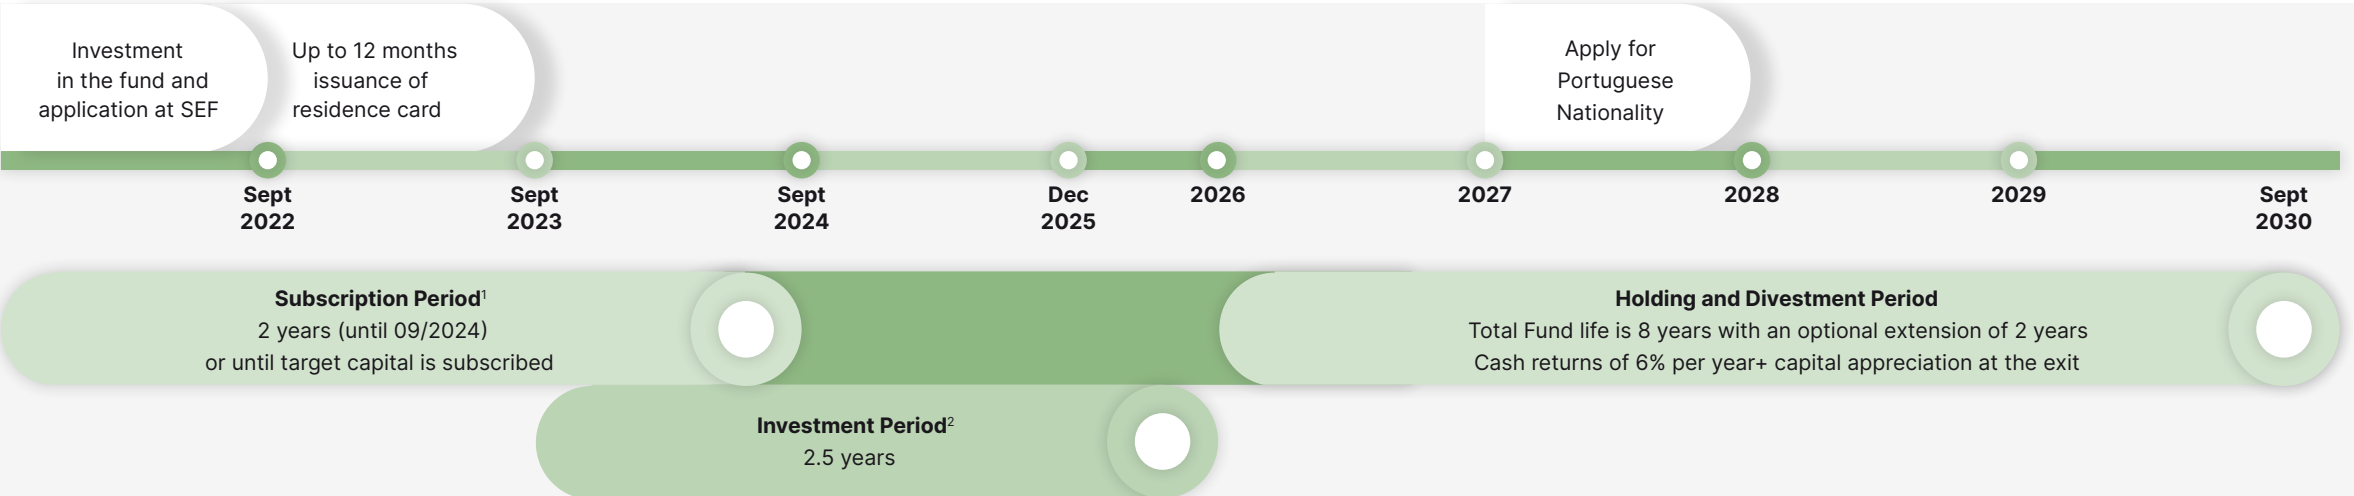 Investment
in the fund and
application at SEF
Up to 12 months
issuance of
residence card
Apply for
Portuguese
Nationality
Sept
2022
Sept
2023
Sept
2024
Dec
2025
2026
2027
2028
2029
Sept
2030
Subscription Period¹
2 years (until 09/2024)
or until target capital is subscribed
Holding and Divestment Period
Total Fund life is 8 years with an optional extension of 2 years
Cash returns of 6% per year+ capital appreciation at the exit
Investment Period²
2.5 years